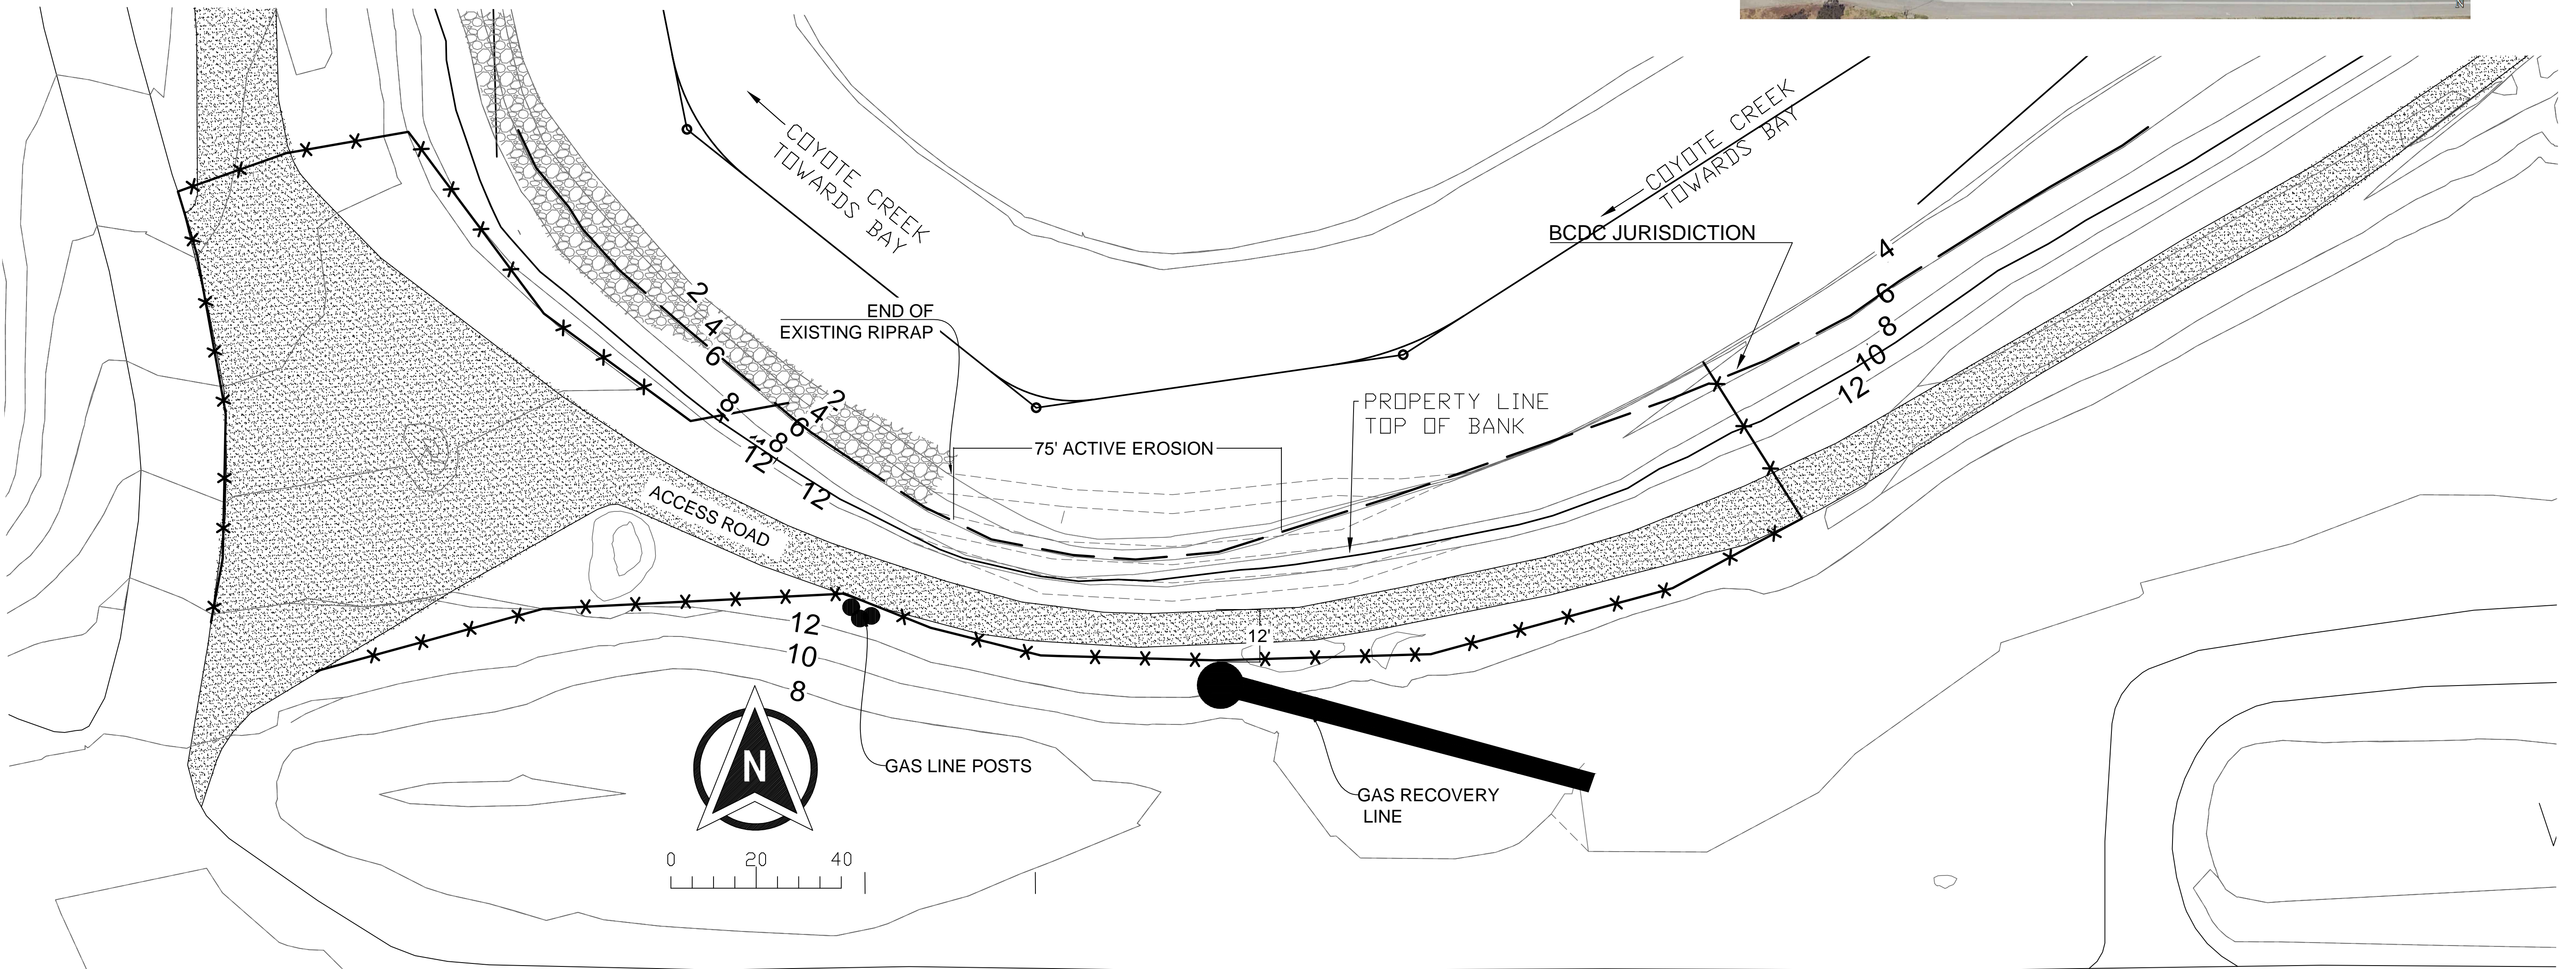 N
COYOTE CREEK
TOWARDS BAY
COYOTE CREEK
TOWARDS BAY
BCDC JURISDICTION
4
6
8
10
12
2
4
6
8
END OF
EXISTING RIPRAP
2
4
6
8
12
12
PROPERTY LINE
TOP OF BANK
75' ACTIVE EROSION
ACCESS ROAD
12'
12
10
8
N
GAS LINE POSTS
GAS RECOVERY
LINE
0 20 40